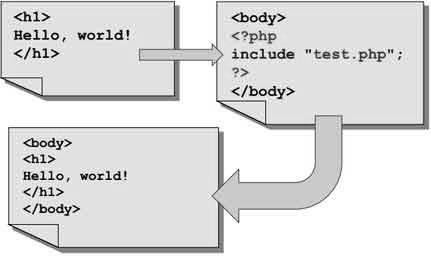 <h1>
Hello, world!
</h1>
<body>
<?php
include "test.php";
?>
</body>
<body>
<h1>
Hello, world!
</h1>
</body>